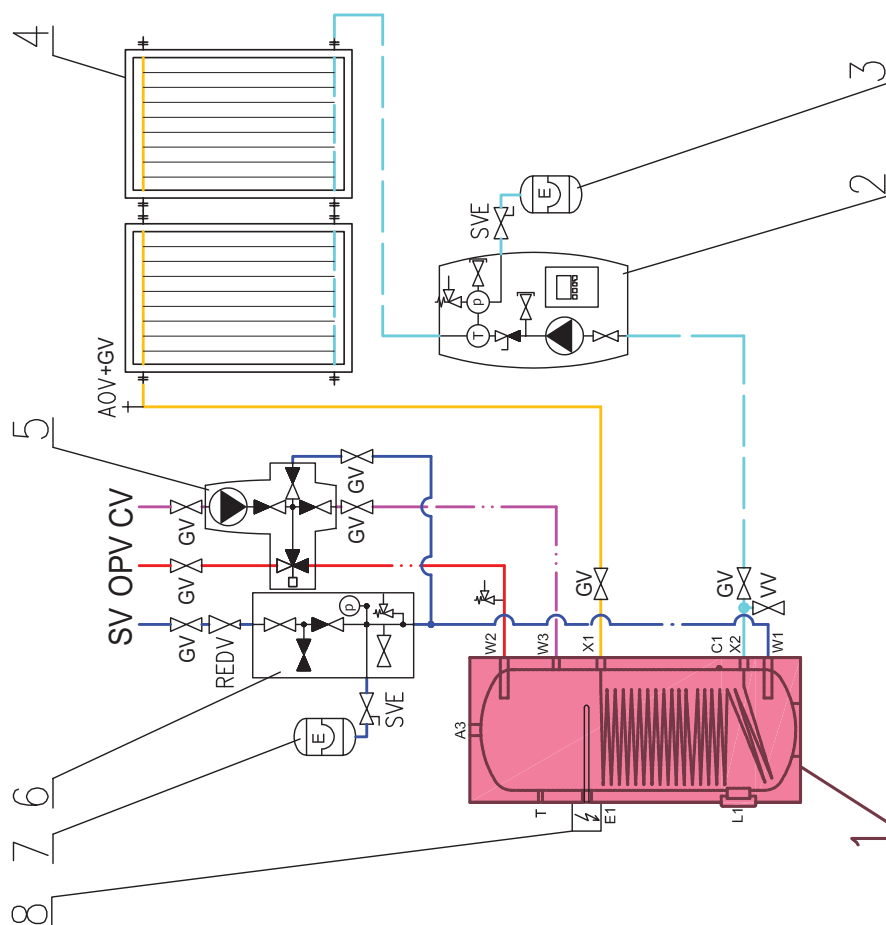 4
3
2
1
5
6
7
8
AOV+GV
SVE
E
p
T
SV OPV CV
GV
GV
GV
REDV
GV
GV
p
SVE
E
GV
GV
VV
W2
W3
X1
C1
X2
W1
A3
T
E1
L1